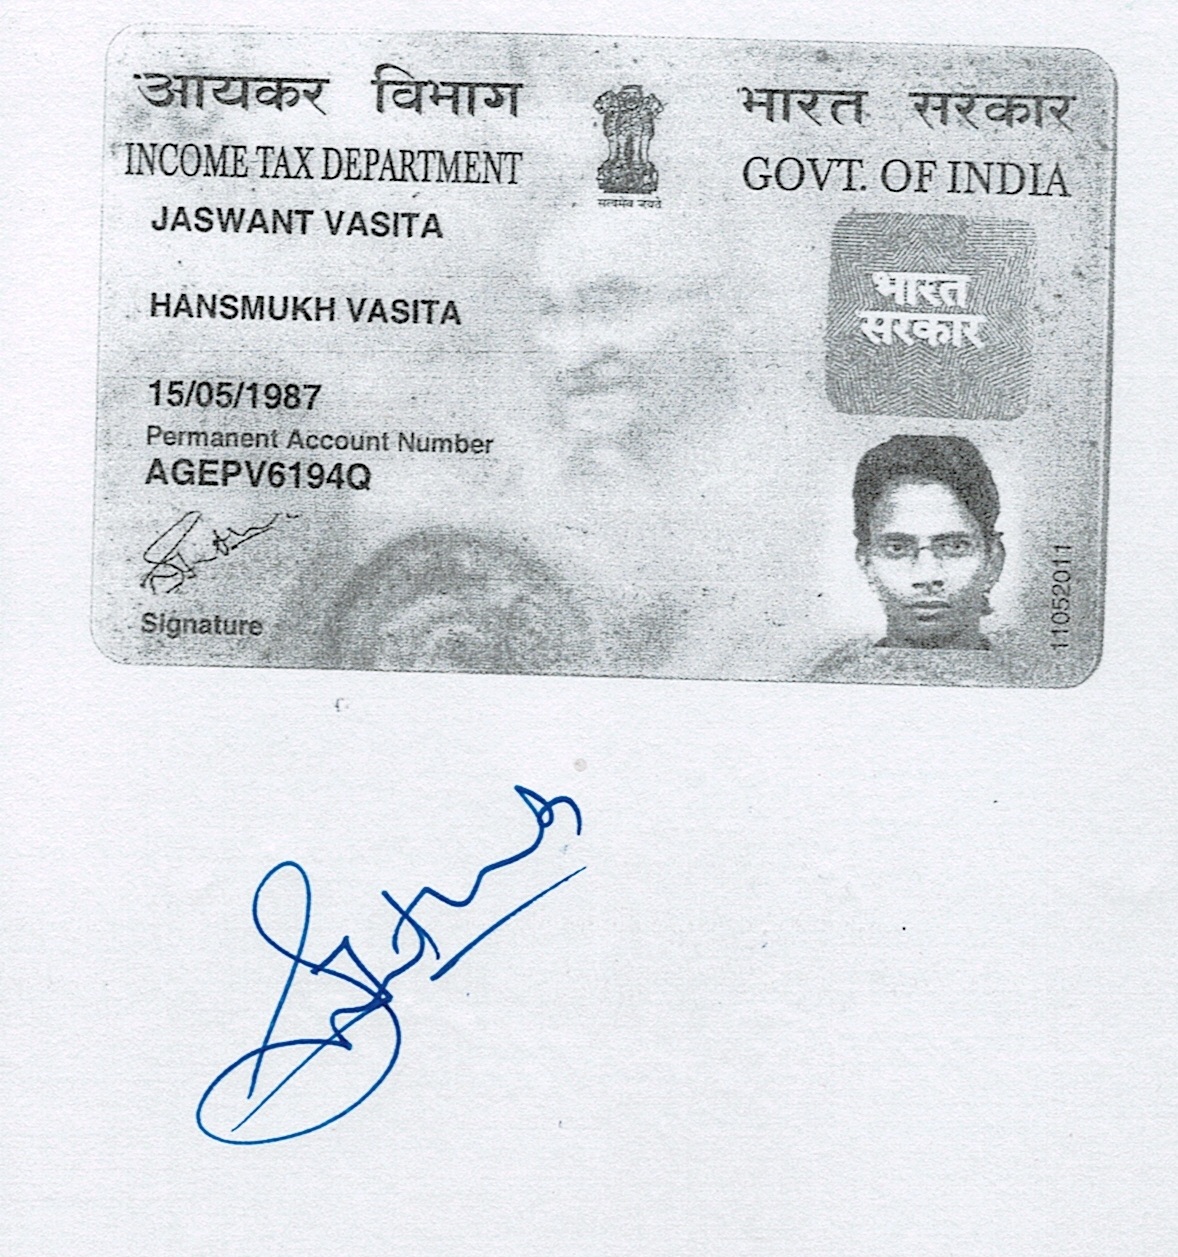 आयकर विभाग
INCOME TAX DEPARTMENT
भारत सरकार
GOVT. OF INDIA
सत्यमेव जयते
JASWANT VASITA
HANSMUKH VASITA
15/05/1987
Permanent Account Number
AGEPV6194Q
Signature
भारत
सरकार
11052011